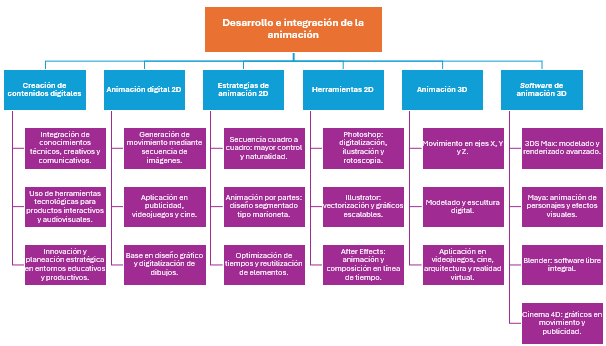 Desarrollo e integración de la
animación
Creación de
contenidos digitales
Integración de
conocimientos
técnicos, creativos y
comunicativos.
Uso de herramientas
tecnológicas para
productos interactivos
y audiovisuales.
Innovación y
planeación estratégica
en entornos educativos
y productivos.
Animación digital 2D
Generación de
movimiento mediante
secuencia de
imágenes.
Aplicación en
publicidad,
videojuegos y cine.
Base en diseño gráfico
y digitalización de
dibujos.
Estrategias de
animación 2D
Secuencia cuadro a
cuadro: mayor control
y naturalidad.
Animación por partes:
diseño segmentado
tipo marioneta.
Optimización de
tiempos y reutilización
de elementos.
Herramientas 2D
Photoshop:
digitalización,
ilustración y
rotoscopía.
Illustrator:
vectorización y gráficos
escalables.
After Effects:
animación y
composición en línea
de tiempo.
Animación 3D
Movimiento en ejes X, Y
y Z.
Modelado y escultura
digital.
Aplicación en
videojuegos, cine,
arquitectura y realidad
virtual.
Software de
animación 3D
3DS Max: modelado y
renderizado avanzado.
Maya: animación de
personajes y efectos
visuales.
Blender: software libre
integral.
Cinema 4D: gráficos en
movimiento y
publicidad.